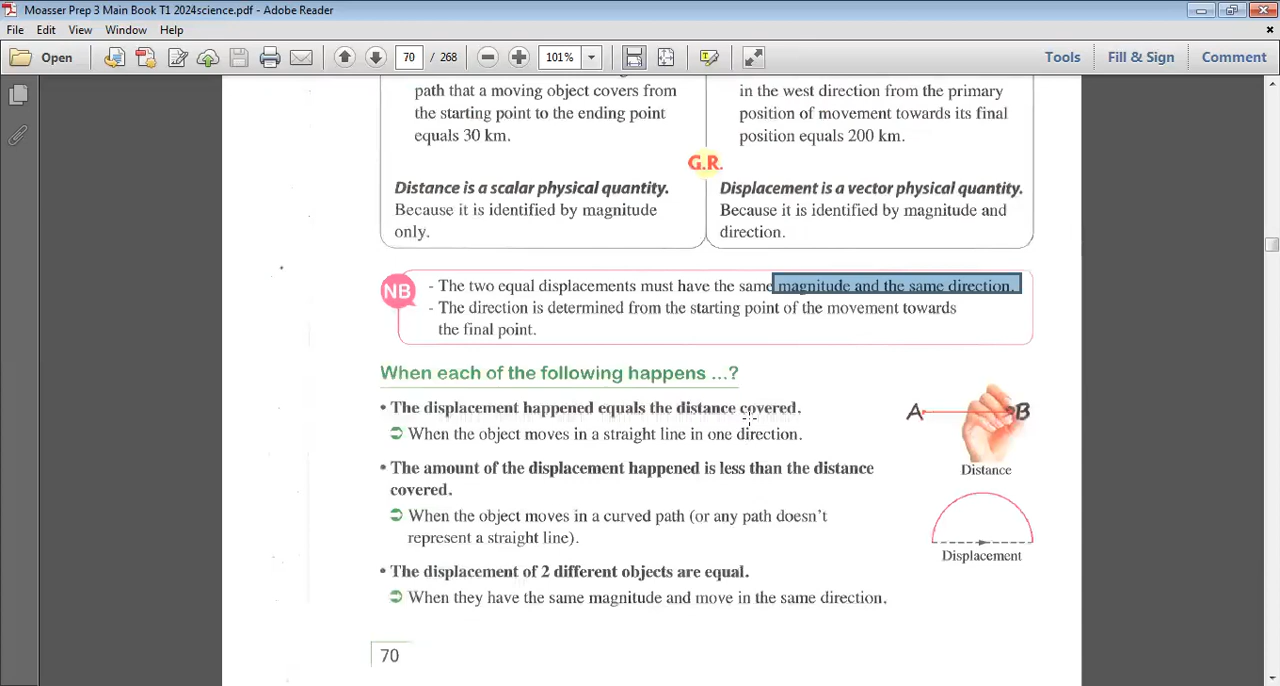 Moasser Prep 3 Main Book T1 2024science.pdf - Adobe Reader
File Edit View Window Help
Open 70 / 268 101% Tools Fill & Sign Comment
path that a moving object covers from
the starting point to the ending point
equals 30 km.
in the west direction from the primary
position of movement towards its final
position equals 200 km.
G.R.
Distance is a scalar physical quantity.
Because it is identified by magnitude
only.
Displacement is a vector physical quantity.
Because it is identified by magnitude and
direction.
NB
- The two equal displacements must have the same magnitude and the same direction.
- The direction is determined from the starting point of the movement towards
the final point.
When each of the following happens ...?
• The displacement happened equals the distance covered.
When the object moves in a straight line in one direction.
A B
Distance
• The amount of the displacement happened is less than the distance
covered.
When the object moves in a curved path (or any path doesn't
represent a straight line).
Displacement
• The displacement of 2 different objects are equal.
When they have the same magnitude and move in the same direction.
70